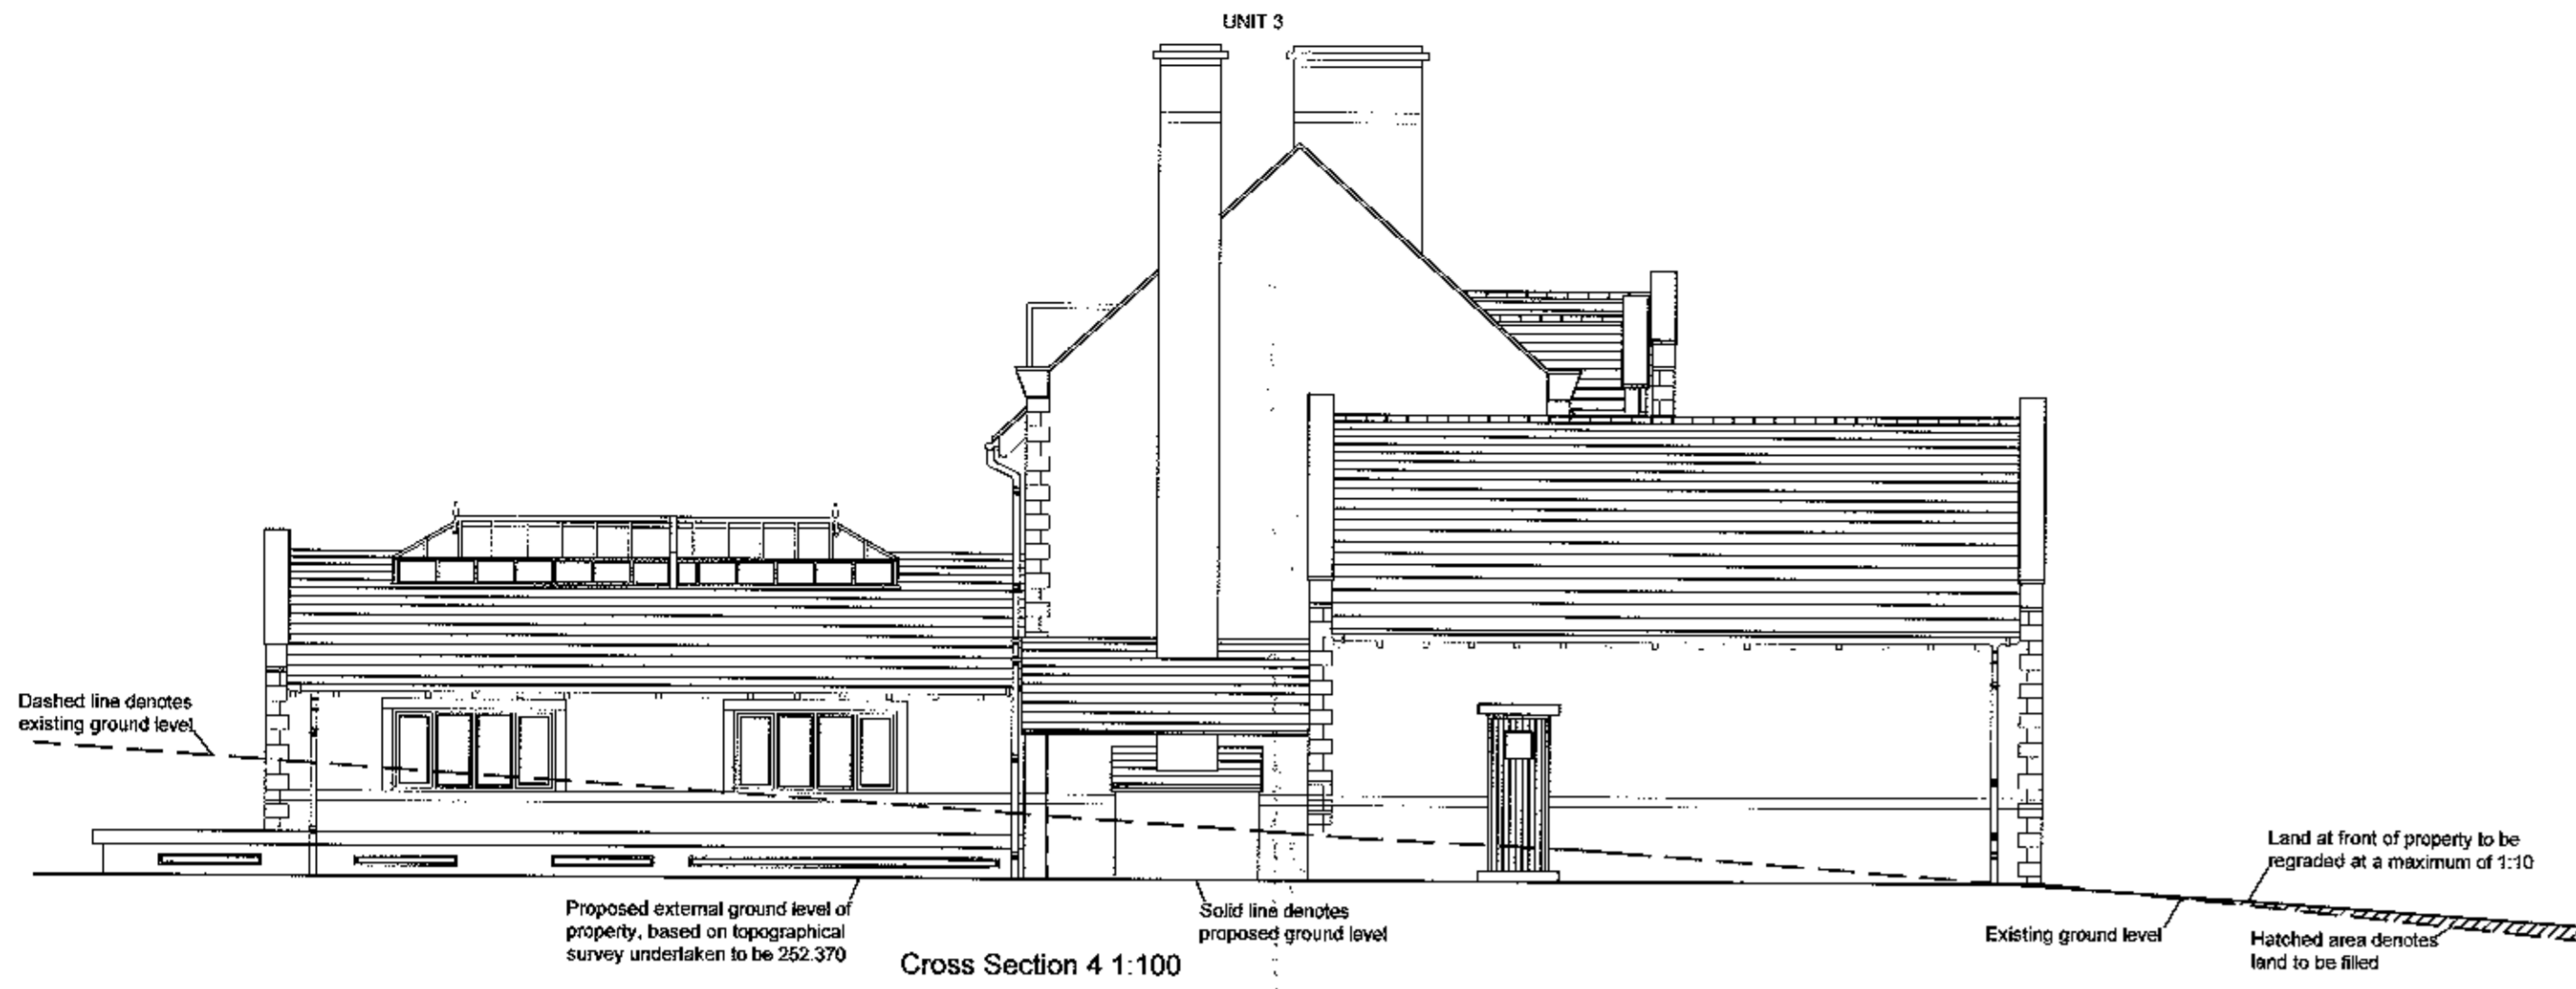 UNIT 3
Dashed line denotes
existing ground level
Land at front of property to be
regraded at a maximum of 1:10
Proposed external ground level of
property, based on topographical
survey undertaken to be 252.370
Solid line denotes
proposed ground level
Existing ground level
Hatched area denotes
land to be filled
Cross Section 4 1:100